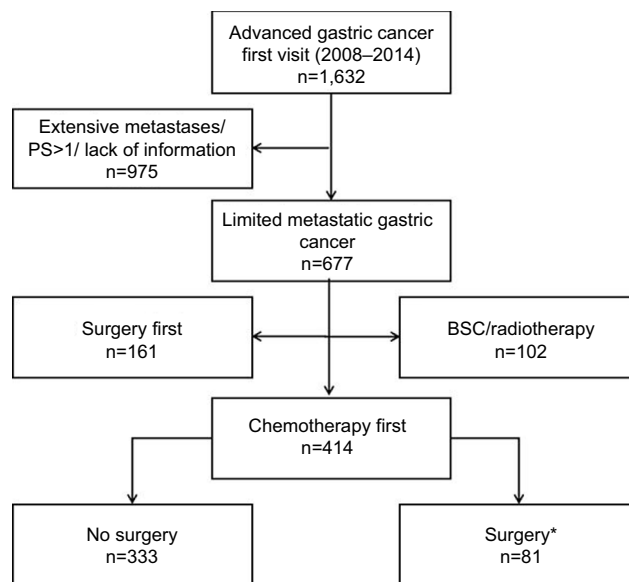 Advanced gastric cancer
first visit (2008–2014)
n=1,632
Extensive metastases/
PS>1/ lack of information
n=975
Limited metastatic gastric
cancer
n=677
Surgery first
n=161
BSC/radiotherapy
n=102
Chemotherapy first
n=414
No surgery
n=333
Surgery*
n=81